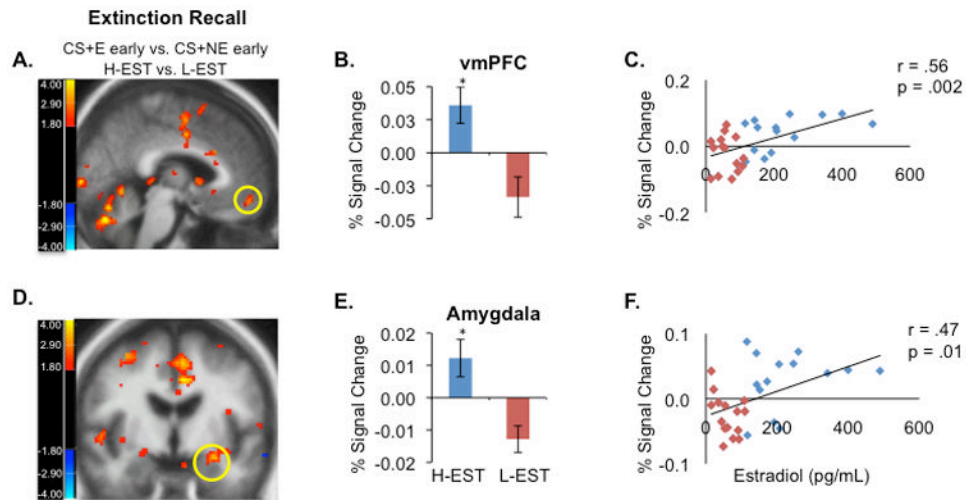 Extinction Recall
CS+E early vs. CS+NE early
H-EST vs. L-EST
A.
4.00
2.90
1.80
-1.80
-2.90
-4.00
B.
vmPFC
*
% Signal Change
0.05
0.03
0.00
-0.03
-0.05
C.
r = .56
p = .002
% Signal Change
0.2
0.0
-0.2
0
200
400
600
D.
4.00
2.90
1.80
-1.80
-2.90
-4.00
E.
Amygdala
*
% Signal Change
0.02
0.01
0.00
-0.01
-0.02
H-EST
L-EST
F.
r = .47
p = .01
% Signal Change
0.1
0.0
-0.1
0
200
400
600
Estradiol (pg/mL)